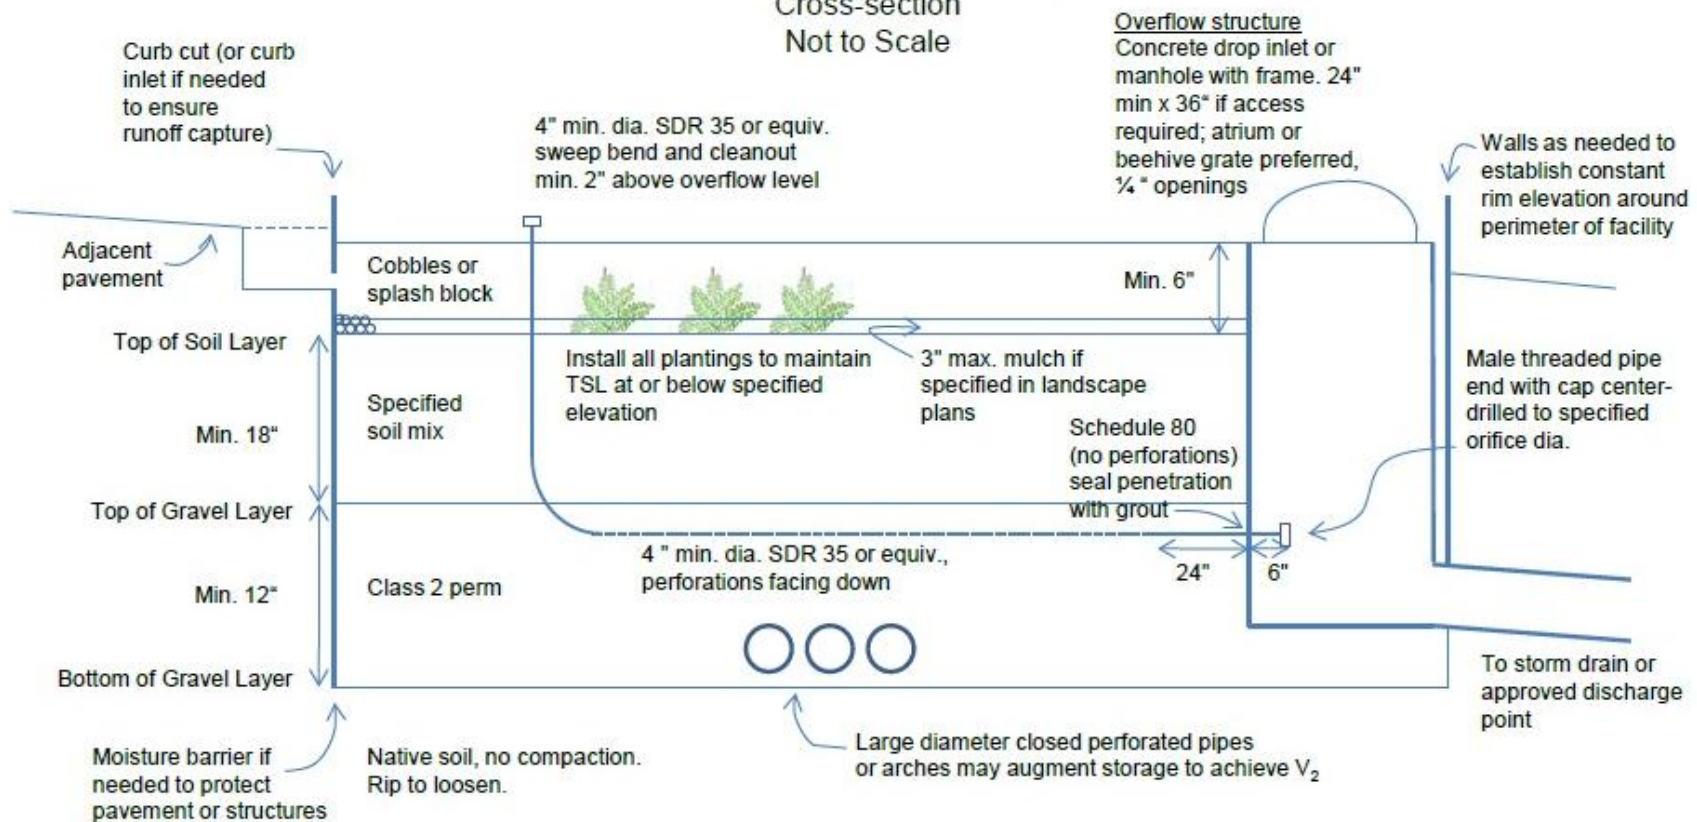 Cross-section
Not to Scale
Overflow structure
Concrete drop inlet or
manhole with frame. 24"
min x 36“ if access
required; atrium or
beehive grate preferred,
¼ “ openings
Curb cut (or curb
inlet if needed
to ensure
runoff capture)
4" min. dia. SDR 35 or equiv.
sweep bend and cleanout
min. 2" above overflow level
Walls as needed to
establish constant
rim elevation around
perimeter of facility
Adjacent
pavement
Cobbles or
splash block
Min. 6"
Top of Soil Layer
Install all plantings to maintain
TSL at or below specified
elevation
3" max. mulch if
specified in landscape
plans
Male threaded pipe
end with cap center-
drilled to specified
orifice dia.
Specified
soil mix
Min. 18“
Schedule 80
(no perforations)
seal penetration
with grout
Top of Gravel Layer
4 " min. dia. SDR 35 or equiv.,
perforations facing down
24"
6"
Min. 12“
Class 2 perm
Bottom of Gravel Layer
To storm drain or
approved discharge
point
Moisture barrier if
needed to protect
pavement or structures
Native soil, no compaction.
Rip to loosen.
Large diameter closed perforated pipes
or arches may augment storage to achieve V2